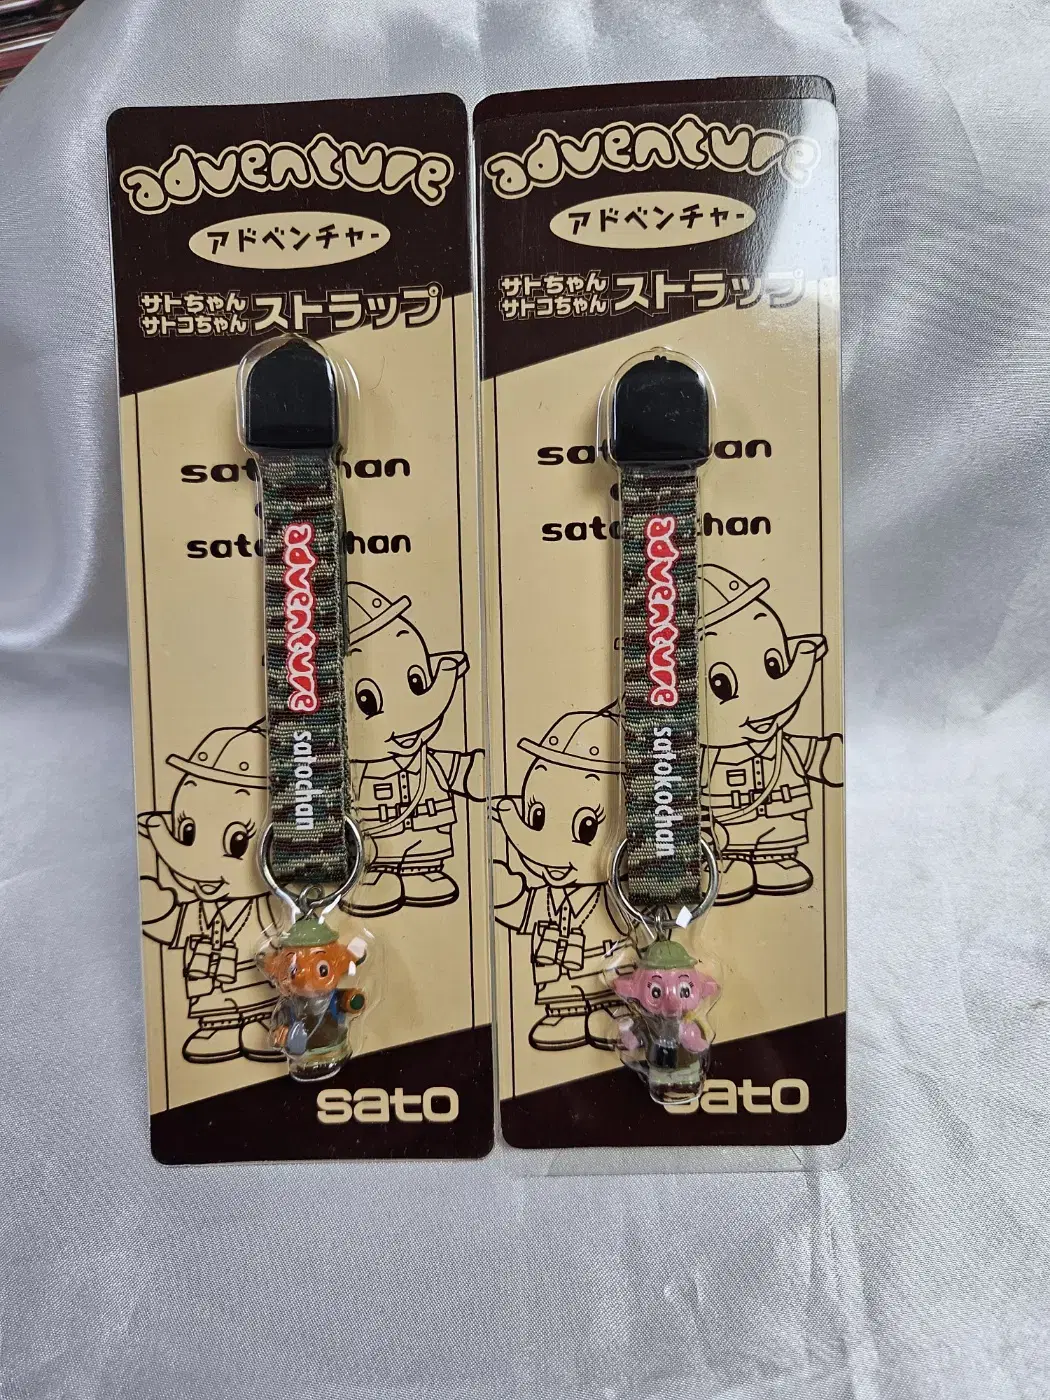 adventure
アドベンチャー
サトちゃん
サトコちゃん
ストラップ
adventure
satochan
sato
adventure
アドベンチャー
サトちゃん
サトコちゃん
ストラップ
adventure
satokochan
sato